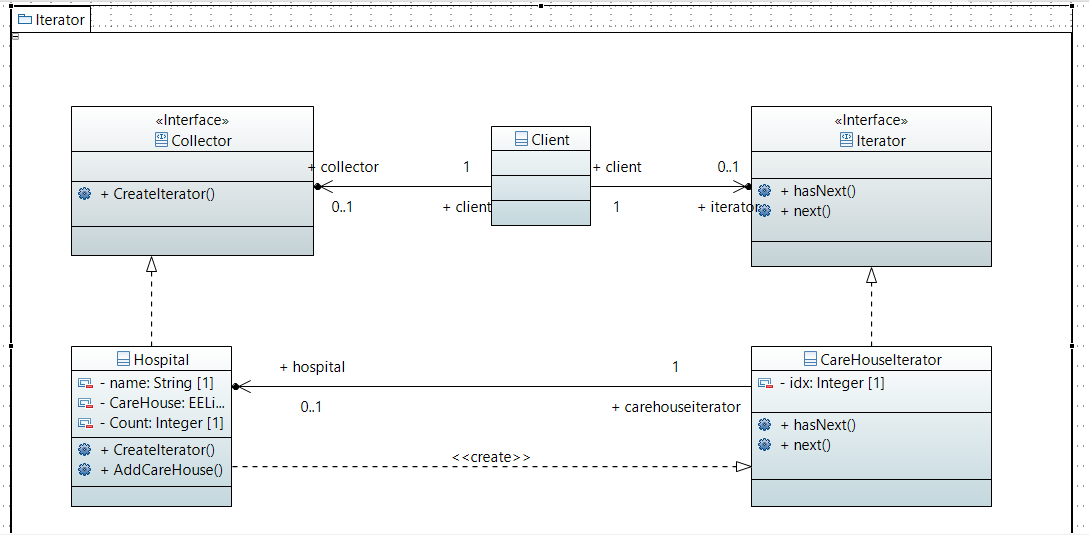 Iterator
«Interface»
Collector
+ CreateIterator()
Client
«Interface»
Iterator
+ hasNext()
+ next()
+ collector
1
0..1
+ client
+ client
0..1
1
+ iterator
Hospital
- name: String [1]
- CareHouse: EELi...
- Count: Integer [1]
+ CreateIterator()
+ AddCareHouse()
+ hospital
1
0..1
+ carehouseiterator
<<create>>
CareHouseIterator
- idx: Integer [1]
+ hasNext()
+ next()